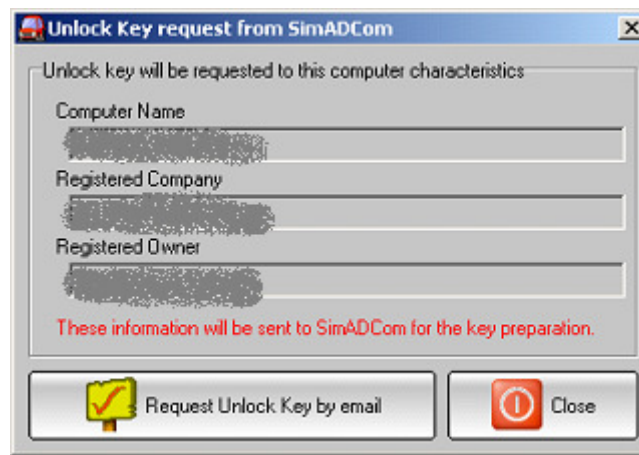 Unlock Key request from SimADCom
Unlock key will be requested to this computer characteristics
Computer Name
Registered Company
Registered Owner
These information will be sent to SimADCom for the key preparation.
Request Unlock Key by email
Close